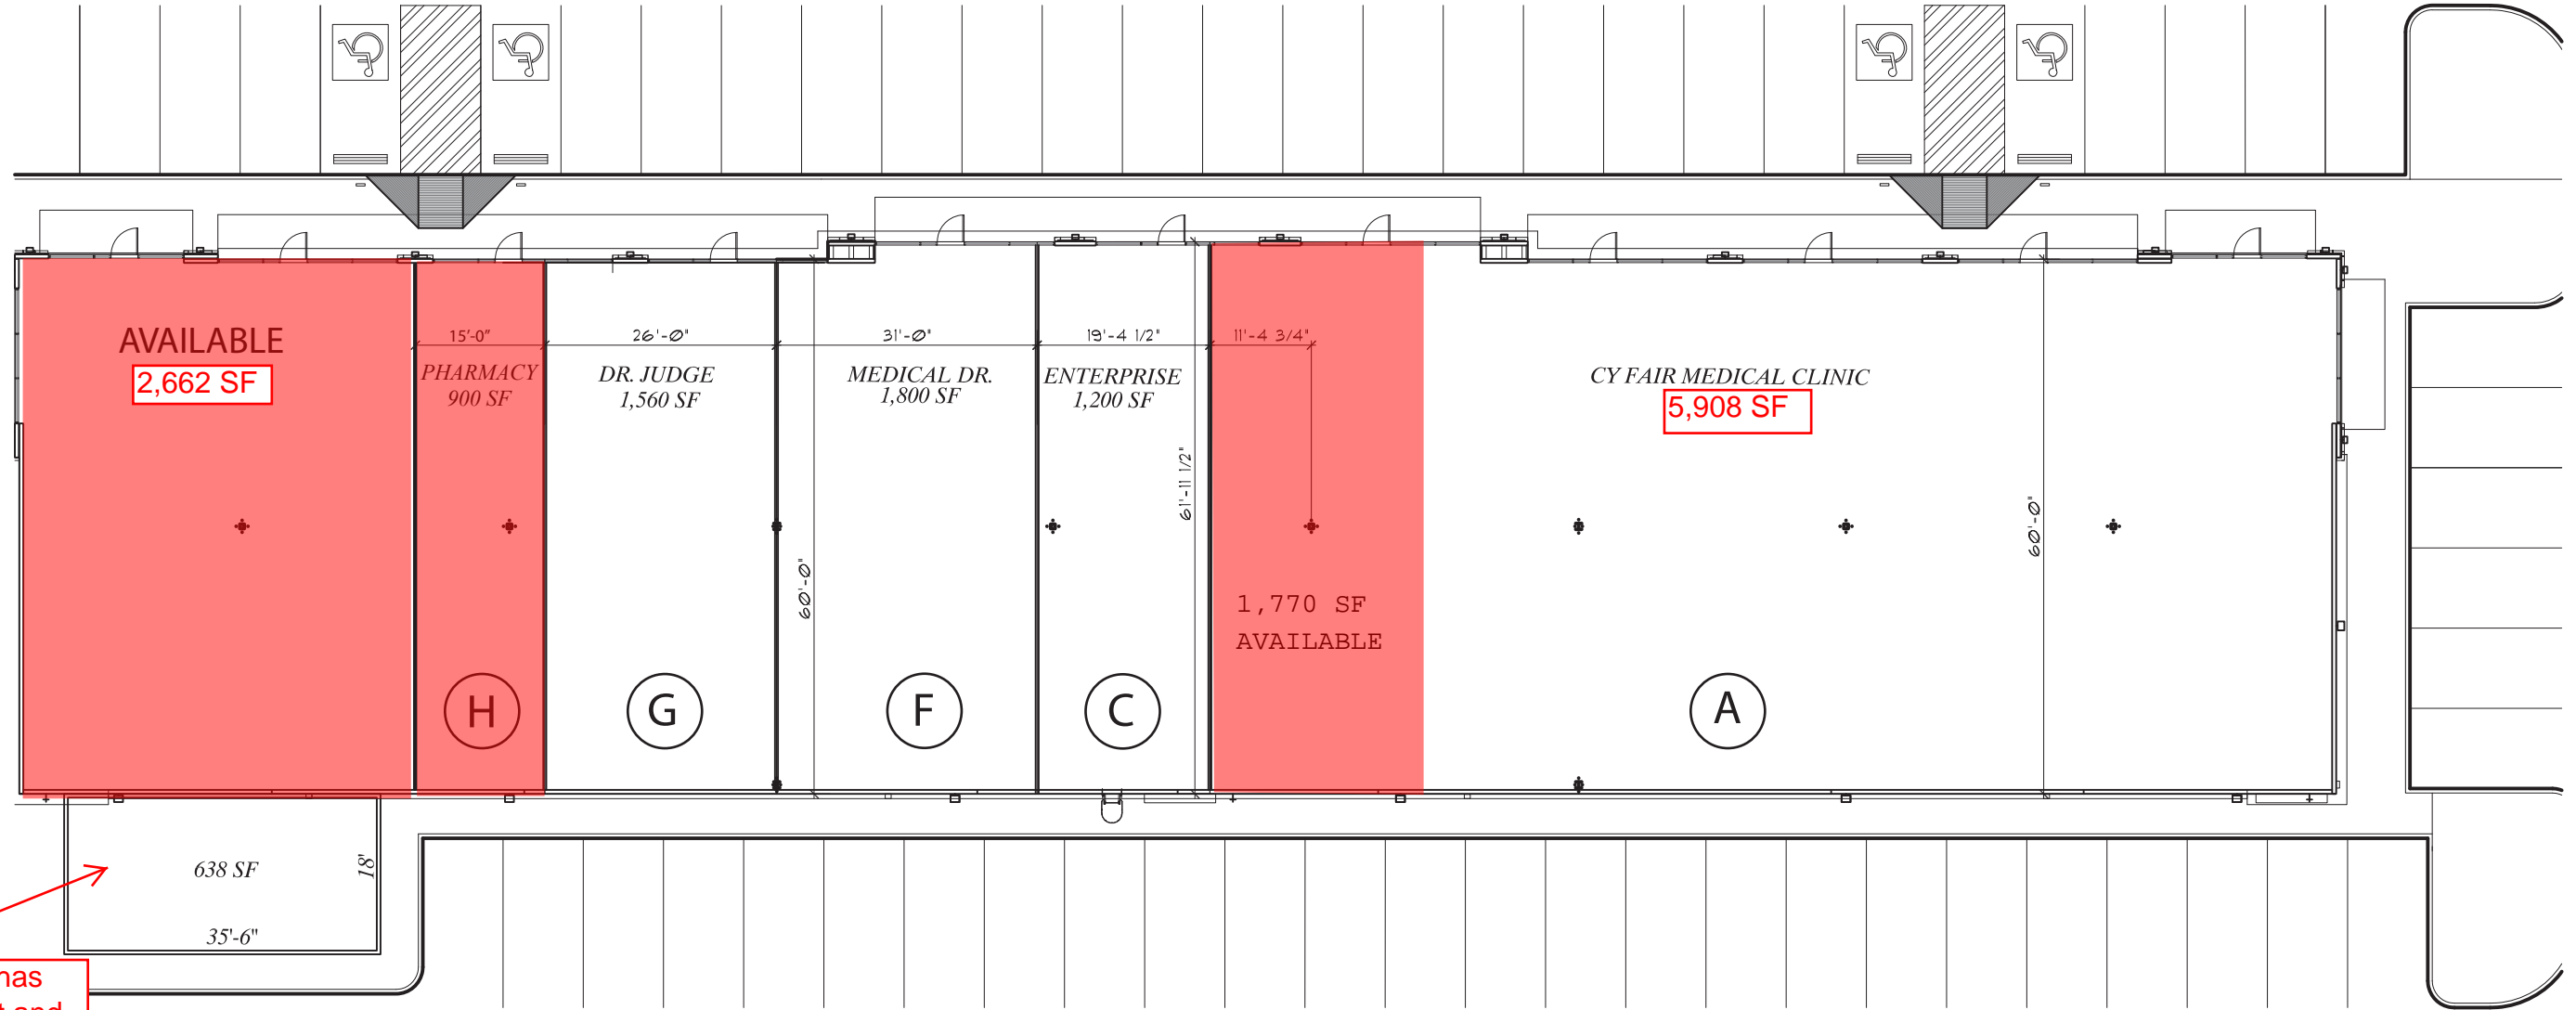 AVAILABLE
2,662 SF
15'-0"
PHARMACY
900 SF
26'-0"
DR. JUDGE
1,560 SF
31'-0"
MEDICAL DR.
1,800 SF
19'-4 1/2"
ENTERPRISE
1,200 SF
11'-4 3/4"
CY FAIR MEDICAL CLINIC
5,908 SF
61'-11 1/2"
60'-0"
60'-0"
1,770 SF
AVAILABLE
H
G
F
C
A
638 SF
18'
35'-6"
has
and